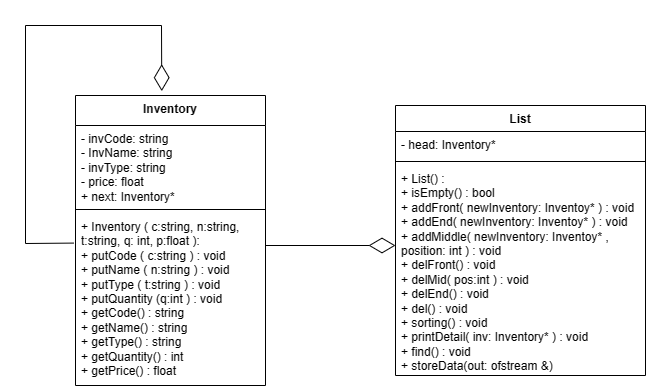 Inventory
- invCode: string
- InvName: string
- invType: string
- price: float
+ next: Inventory*
+ Inventory ( c:string, n:string,
t:string, q: int, p:float ):
+ putCode ( c:string ) : void
+ putName ( n:string ) : void
+ putType ( t:string ) : void
+ putQuantity (q:int ) : void
+ getCode() : string
+ getName() : string
+ getType() : string
+ getQuantity() : int
+ getPrice() : float
List
- head: Inventory*
+ List() :
+ isEmpty() : bool
+ addFront( newInventory: Inventoy* ) : void
+ addEnd( newInventory: Inventoy* ) : void
+ addMiddle( newInventory: Inventoy* ,
position: int ) : void
+ delFront() : void
+ delMid( pos:int ) : void
+ delEnd() : void
+ del() : void
+ sorting() : void
+ printDetail( inv: Inventory* ) : void
+ find() : void
+ storeData(out: ofstream &)